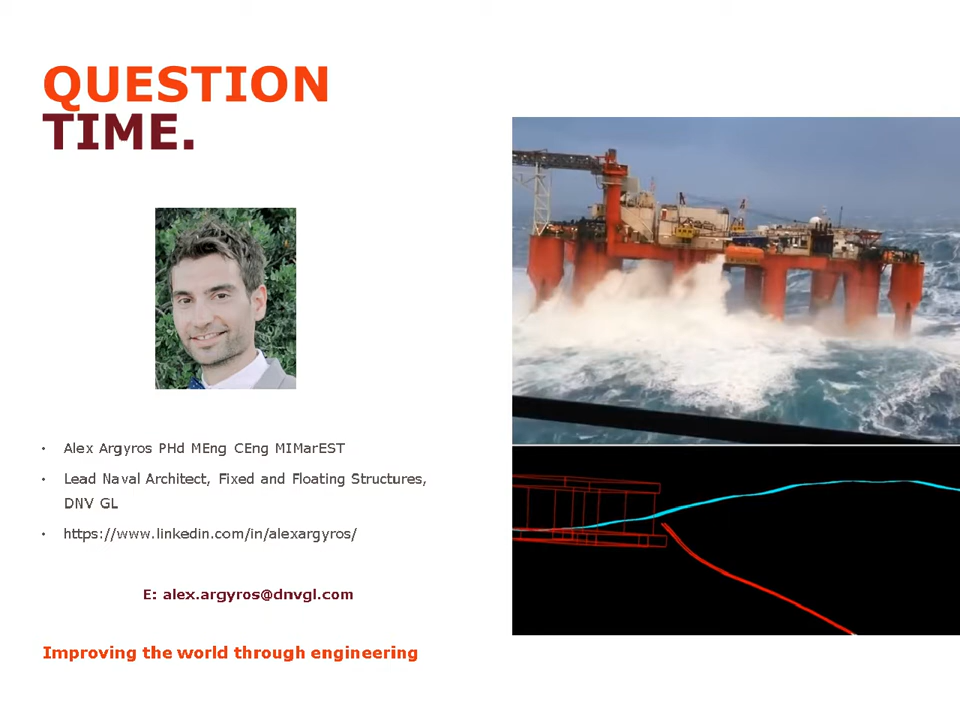 QUESTION
TIME.
• Alex Argyros PHd MEng CEng MIMarEST
• Lead Naval Architect, Fixed and Floating Structures,
DNV GL
• https://www.linkedin.com/in/alexargyros/
E: alex.argyros@dnvgl.com
Improving the world through engineering